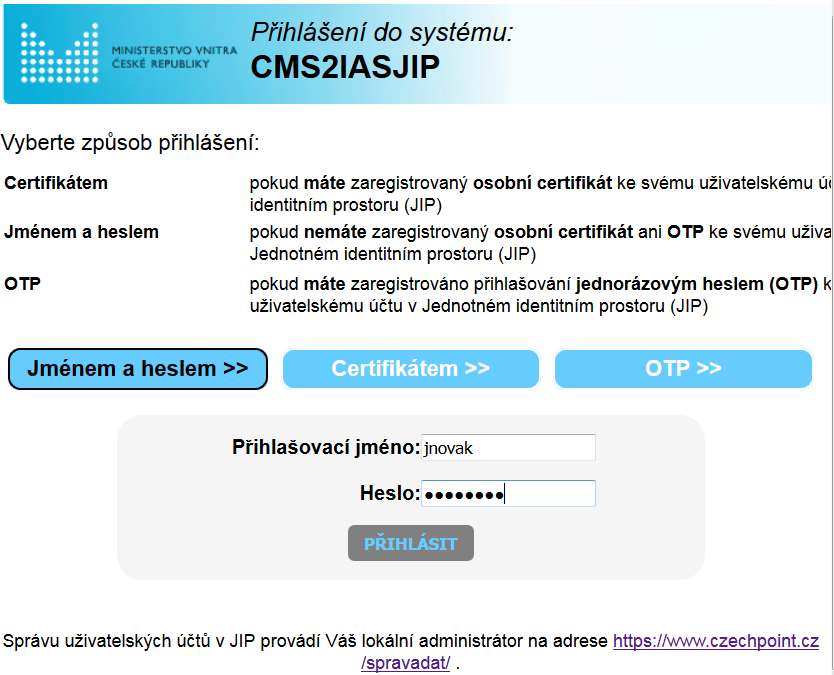 MINISTERSTVO VNITRA
ČESKÉ REPUBLIKY
Přihlášení do systému:
CMS2IASJIP
Vyberte způsob přihlášení:
Certifikátem pokud máte zaregistrovaný osobní certifikát ke svému uživatelskému
identitním prostoru (JIP)
Jménem a heslem pokud nemáte zaregistrovaný osobní certifikát ani OTP ke svému
Jednotném identitním prostoru (JIP)
OTP pokud máte zaregistrováno přihlašování jednorázovým heslem (OTP)
uživatelskému účtu v Jednotném identitním prostoru (JIP)
Jménem a heslem >> Certifikátem >> OTP >>
Přihlašovací jméno: jnovak
Heslo: ●●●●●●●●
PŘIHLÁSIT
Správu uživatelských účtů v JIP provádí Váš lokální administrátor na adrese https://www.czechpoint.cz
/spravadat/ .